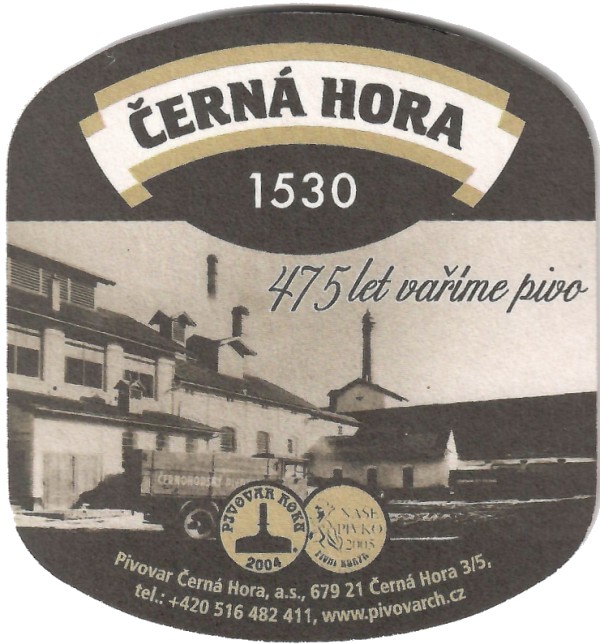 ČERNÁ HORA
1530
475 let vaříme pivo
ČERNOHORSKÝ
PIVOVAR ROKU
2004
NAŠE
PIVKO
2005
Pivovar Černá Hora, a.s., 679 21 Černá Hora 3/5,
tel.: +420 516 482 411, www.pivovarch.cz